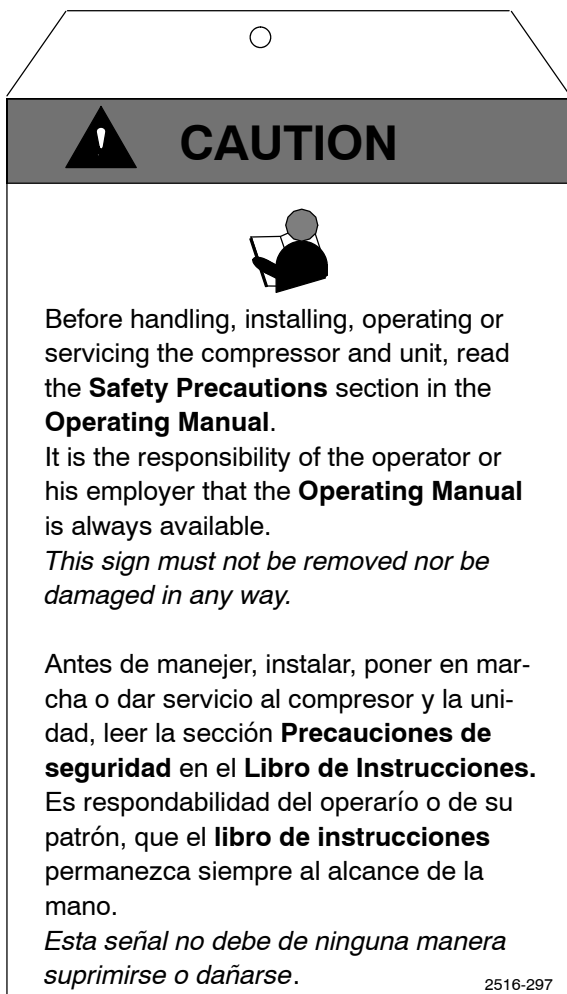 CAUTION
Before handling, installing, operating or
servicing the compressor and unit, read
the Safety Precautions section in the
Operating Manual.
It is the responsibility of the operator or
his employer that the Operating Manual
is always available.
This sign must not be removed nor be
damaged in any way.
Antes de manejer, instalar, poner en mar-
cha o dar servicio al compresor y la uni-
dad, leer la sección Precauciones de
seguridad en el Libro de Instrucciones.
Es respondabilidad del operarío o de su
patrón, que el libro de instrucciones
permanezca siempre al alcance de la
mano.
Esta señal no debe de ninguna manera
suprimirse o dañarse.
2516-297